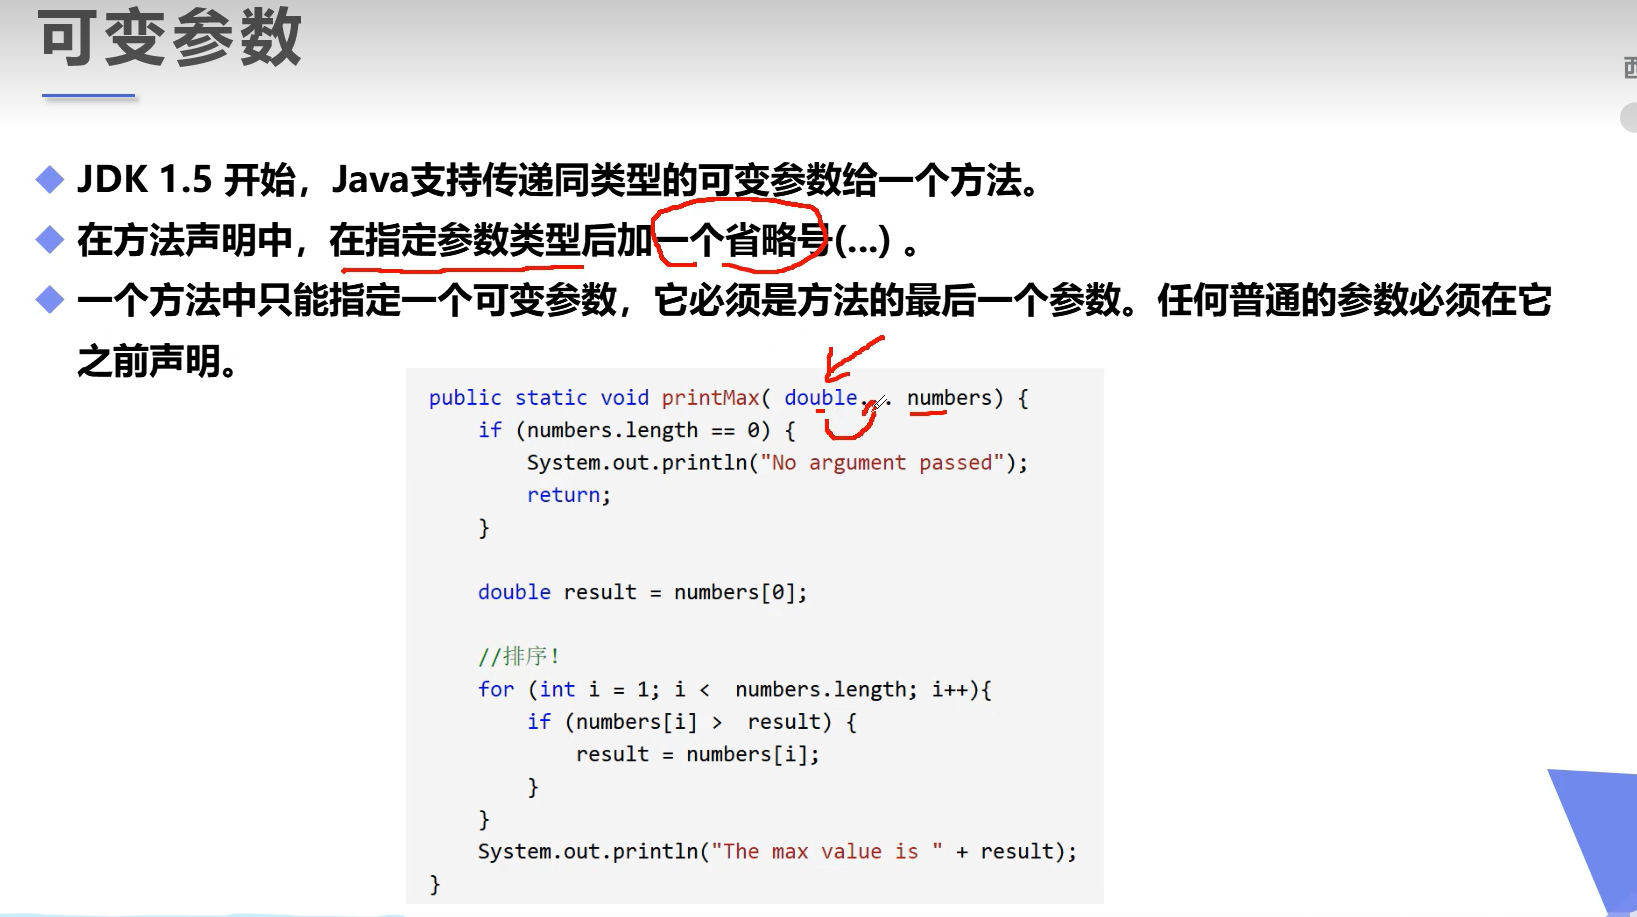 可变参数
JDK 1.5 开始，Java支持传递同类型的可变参数给一个方法。
在方法声明中，在指定参数类型后加一个省略号(...) 。
一个方法中只能指定一个可变参数，它必须是方法的最后一个参数。任何普通的参数必须在它
之前声明。
public static void printMax( double... numbers) {
if (numbers.length == 0) {
System.out.println("No argument passed");
return;
}
double result = numbers[0];
//排序!
for (int i = 1; i <  numbers.length; i++){
if (numbers[i] >  result) {
result = numbers[i];
}
}
System.out.println("The max value is " + result);
}